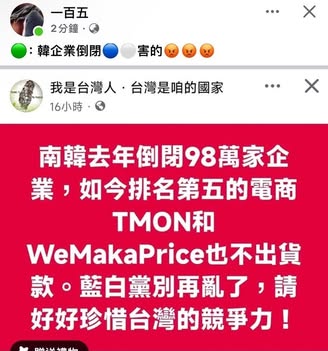 一百五
2分鐘・
🟢：韓企業倒閉🔵⚪害的😡😡😡
我是台灣人．台灣是咱的國家
16小時・
南韓去年倒閉98萬家企
業，如今排名第五的電商
TMON和
WeMakaPrice也不出貨
款。藍白黨別再亂了，請
好好珍惜台灣的競爭力！